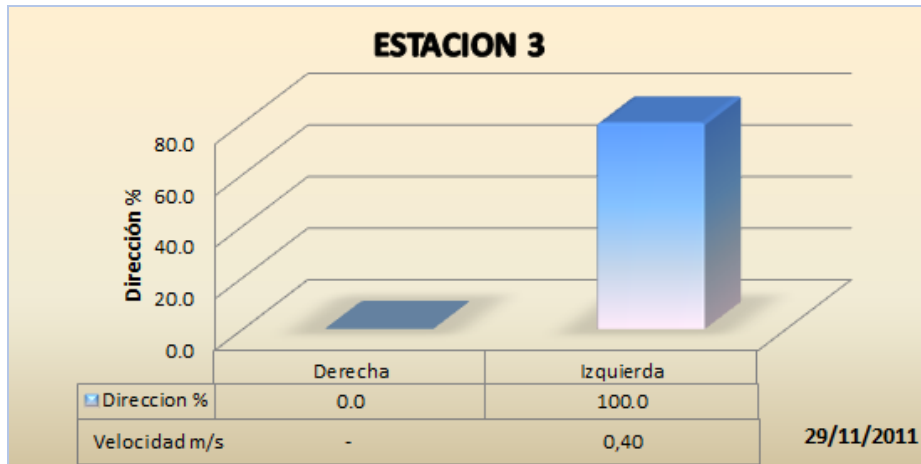 ESTACION 3
Dirección %
80.0
60.0
40.0
20.0
0.0
Derecha Izquierda
Direccion % 0.0 100.0
Velocidad m/s - 0,40
29/11/2011